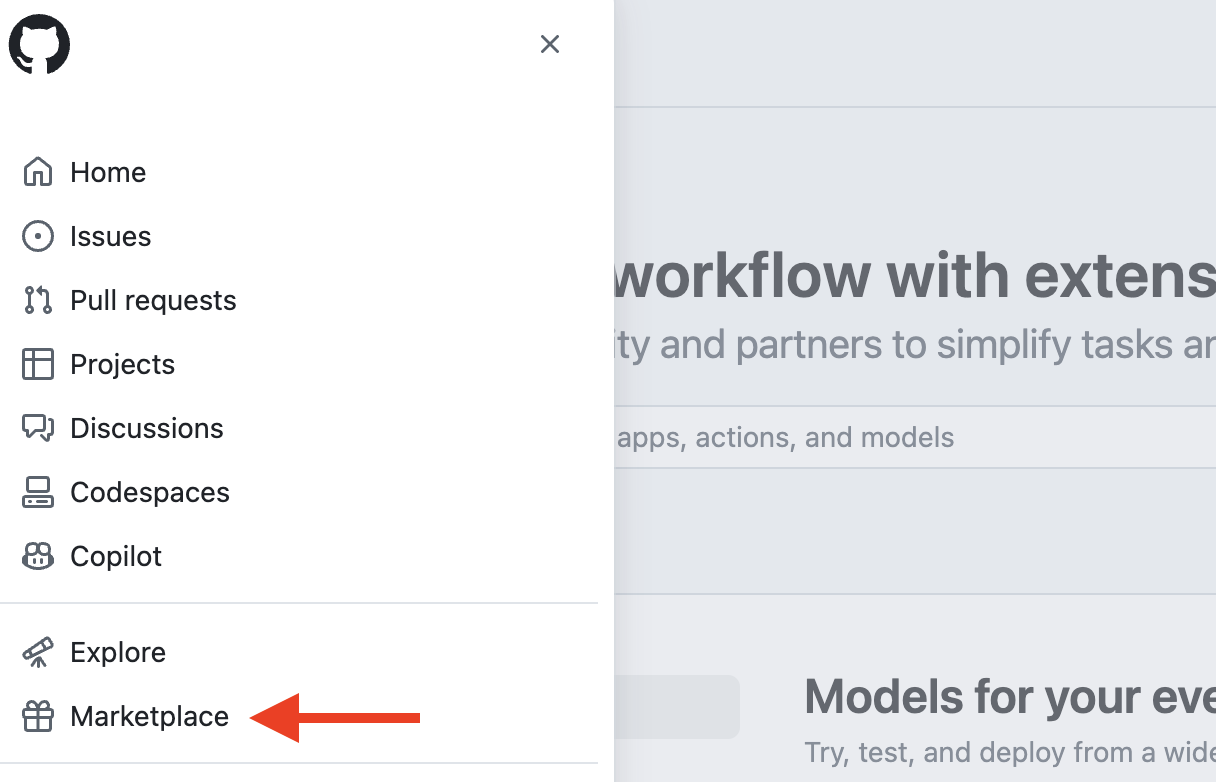 Home
Issues
Pull requests
Projects
Discussions
Codespaces
Copilot
Explore
Marketplace
workflow with extens
ity and partners to simplify tasks
apps, actions, and models
Models for your eve
Try, test, and deploy from a wide